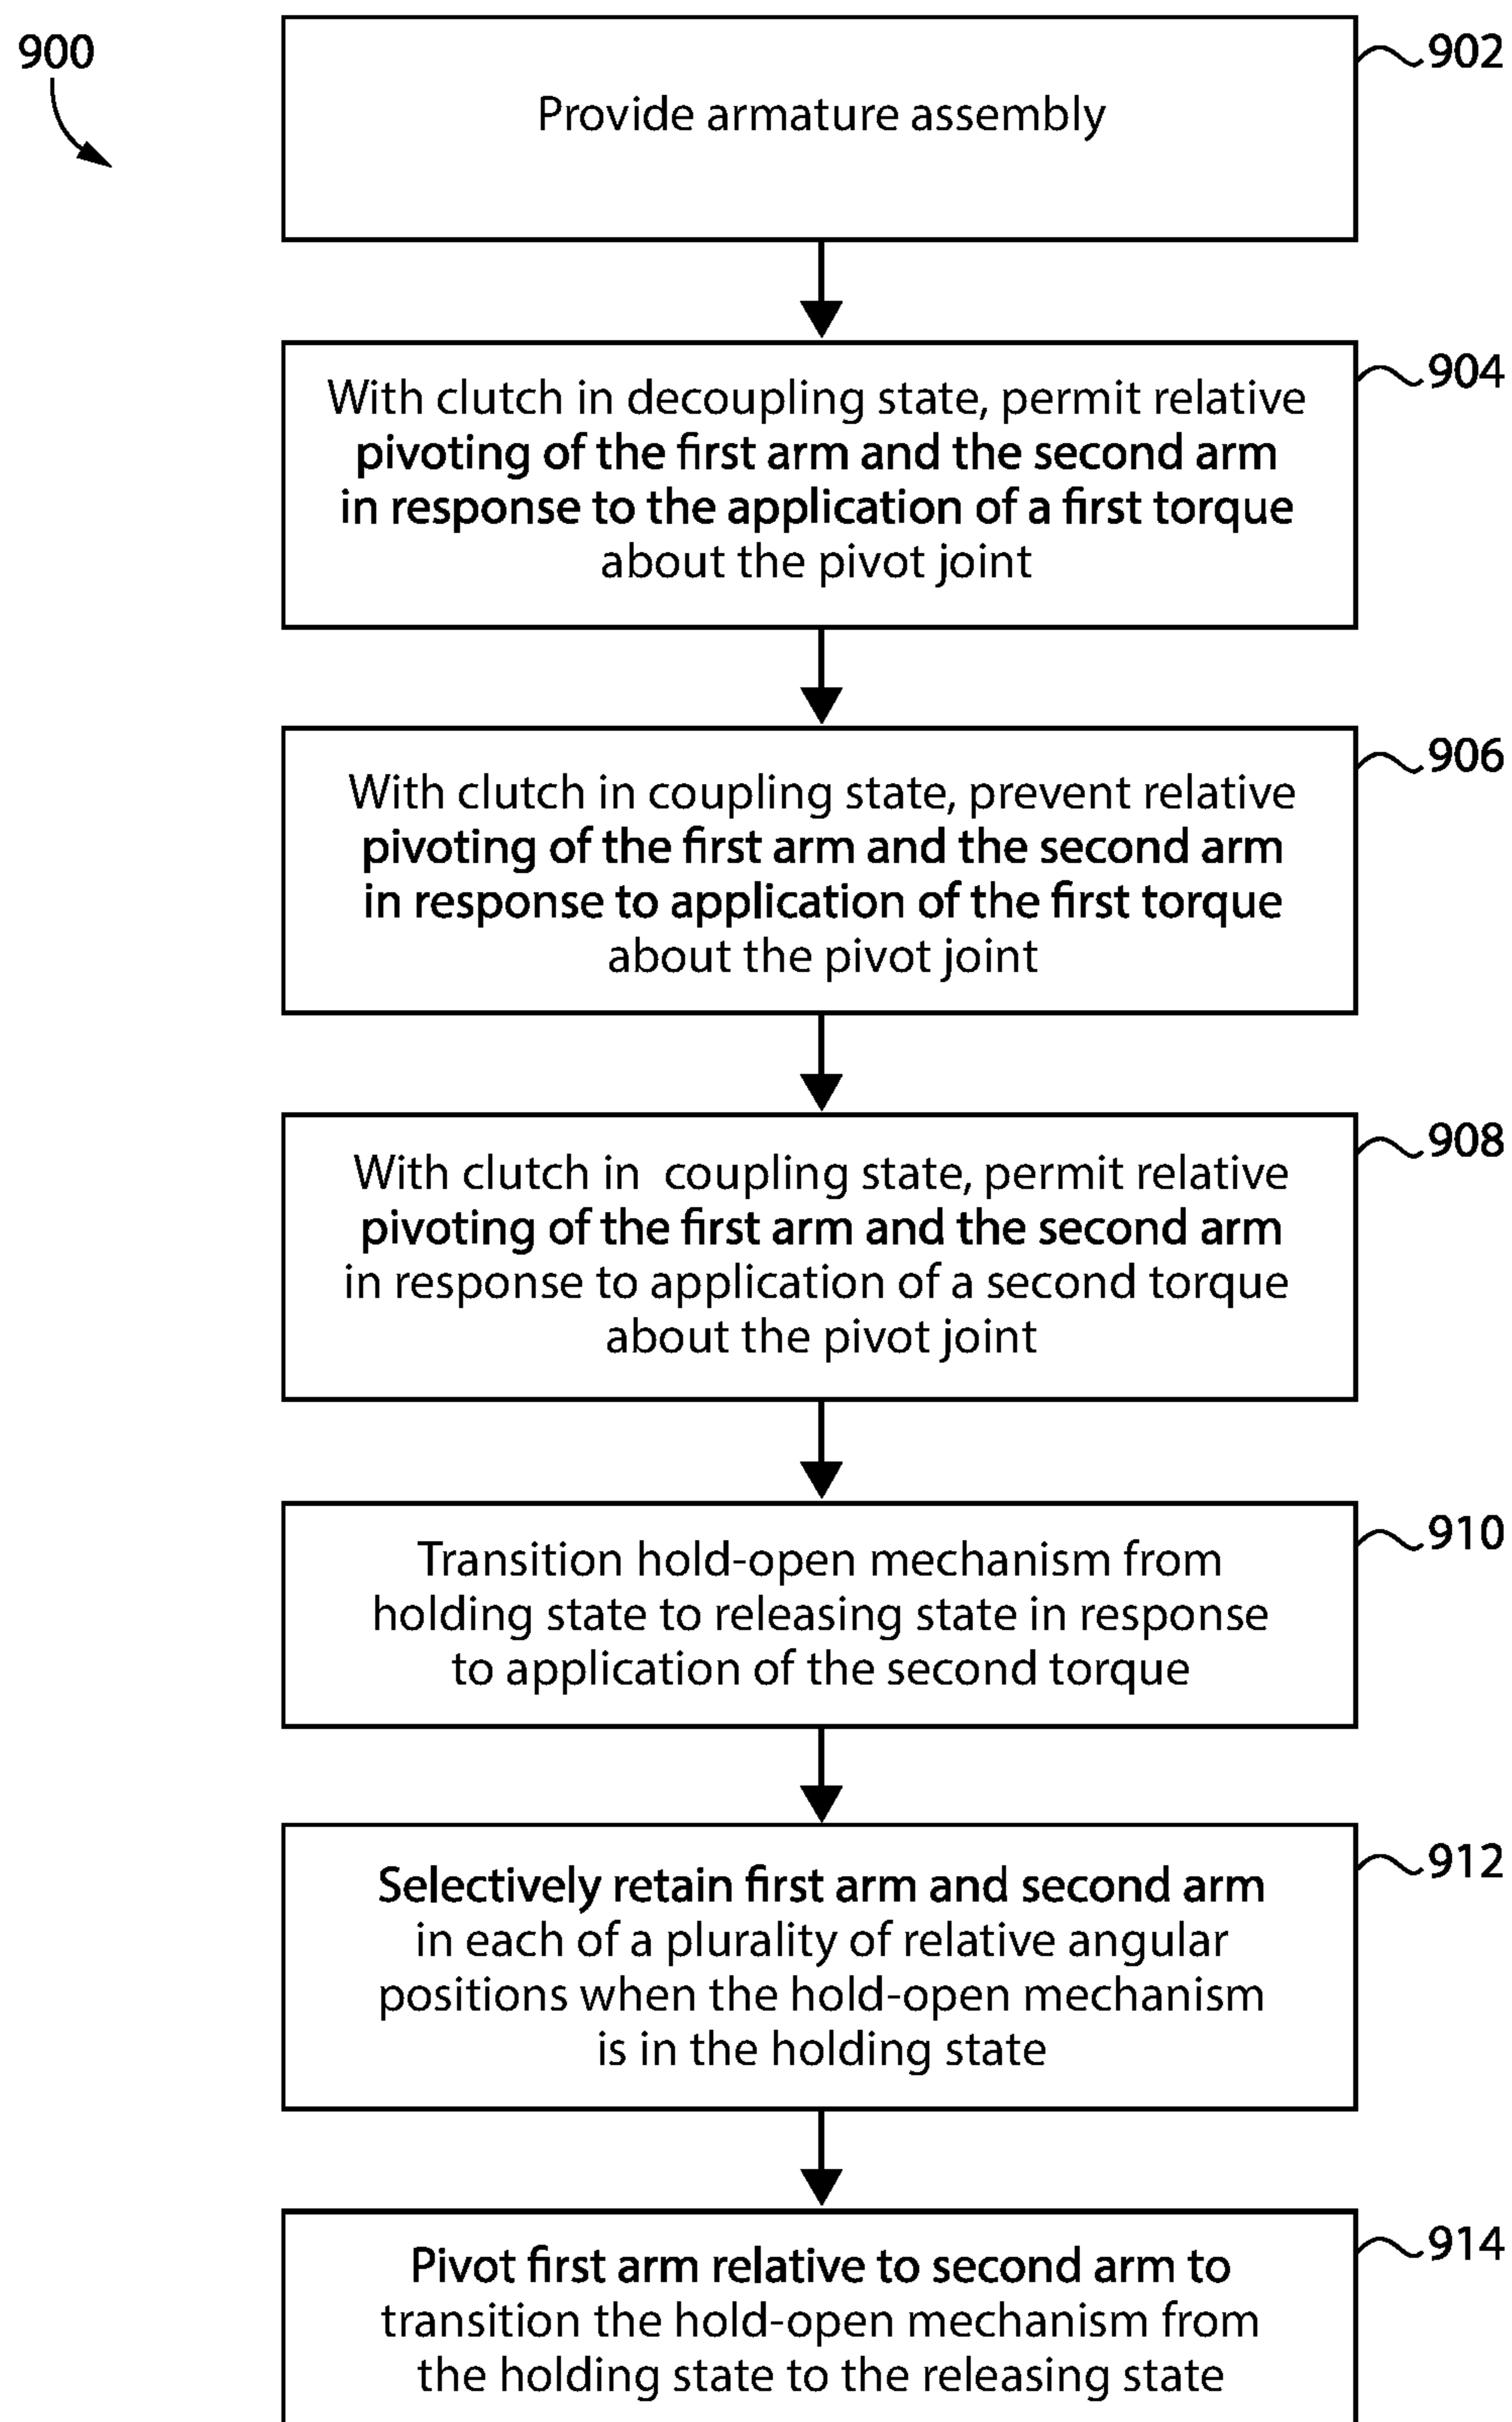 900
902
Provide armature assembly
904
With clutch in decoupling state, permit relative
pivoting of the first arm and the second arm
in response to the application of a first torque
about the pivot joint
906
With clutch in coupling state, prevent relative
pivoting of the first arm and the second arm
in response to application of the first torque
about the pivot joint
908
With clutch in coupling state, permit relative
pivoting of the first arm and the second arm
in response to application of a second torque
about the pivot joint
910
Transition hold-open mechanism from
holding state to releasing state in response
to application of the second torque
912
Selectively retain first arm and second arm
in each of a plurality of relative angular
positions when the hold-open mechanism
is in the holding state
914
Pivot first arm relative to second arm to
transition the hold-open mechanism from
the holding state to the releasing state